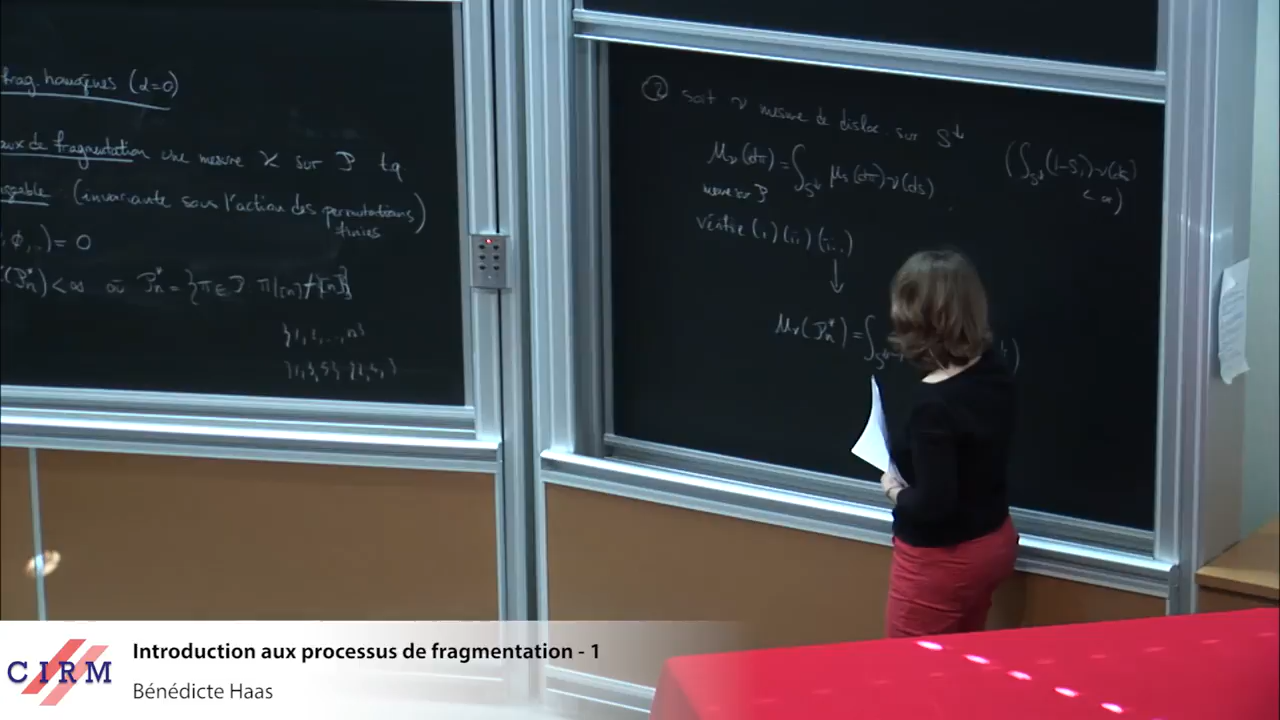 frag. homogènes (α=0)
aux de fragmentation une mesure χ sur P tq
geable (invariante sous l'action des permutations finies)
φ,..) = 0
(P*n) < ∞ où P*n = {π ∈ P π|[n] ≠ [n]}
{1,2,...,n}
② soit ν mesure de disloc. sur S↓ (∫S↓ (1-s₁) ν(ds) < ∞)
μν(dπ) = ∫S↓ μs(dπ) ν(ds)
mesure sur P
vérifie (i) (ii) (iii)
↓
μν(P*n) = ∫S↓
CIRM
Introduction aux processus de fragmentation - 1
Bénédicte Haas